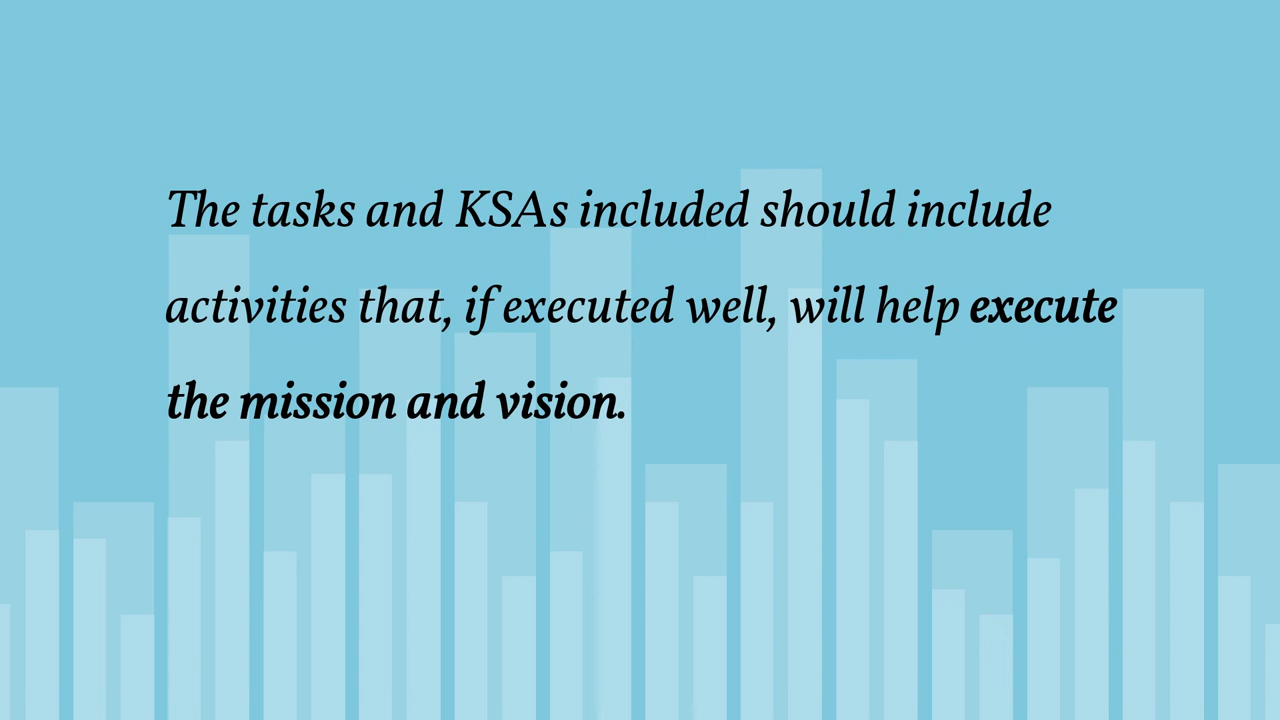 The tasks and KSAs included should include
activities that, if executed well, will help execute
the mission and vision.